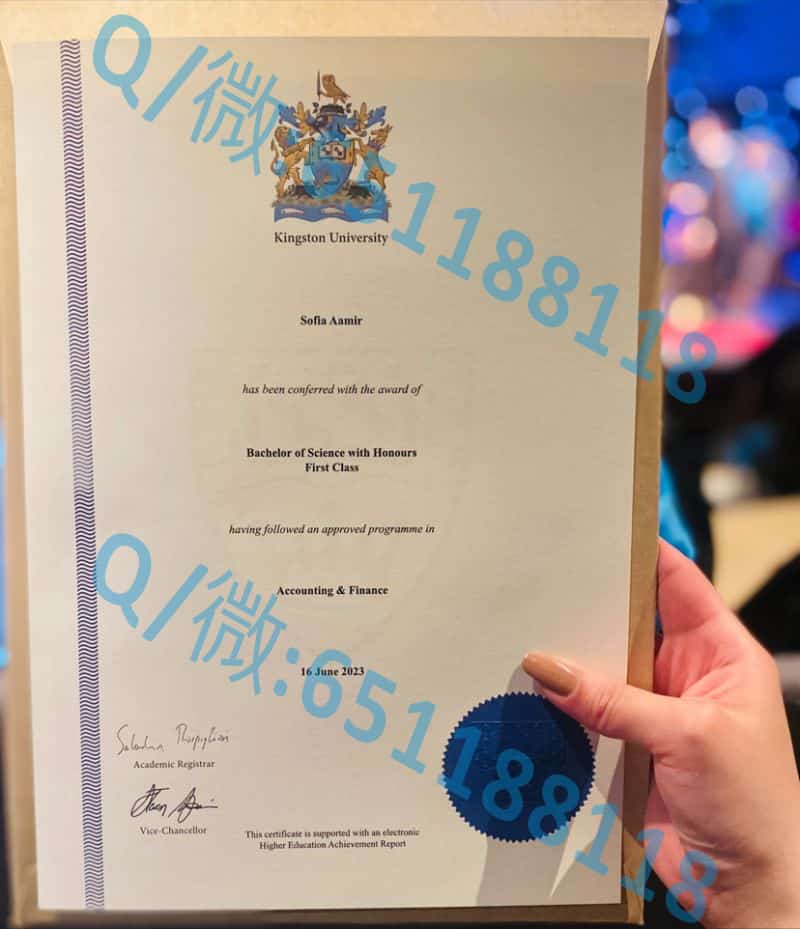 Q/微:651188118
Kingston University
Sofia Aamir
has been conferred with the award of
Bachelor of Science with Honours
First Class
having followed an approved programme in
Accounting & Finance
Q/微:651188118
16 June 2023
Academic Registrar
Vice-Chancellor
This certificate is supported with an electronic
Higher Education Achievement Report